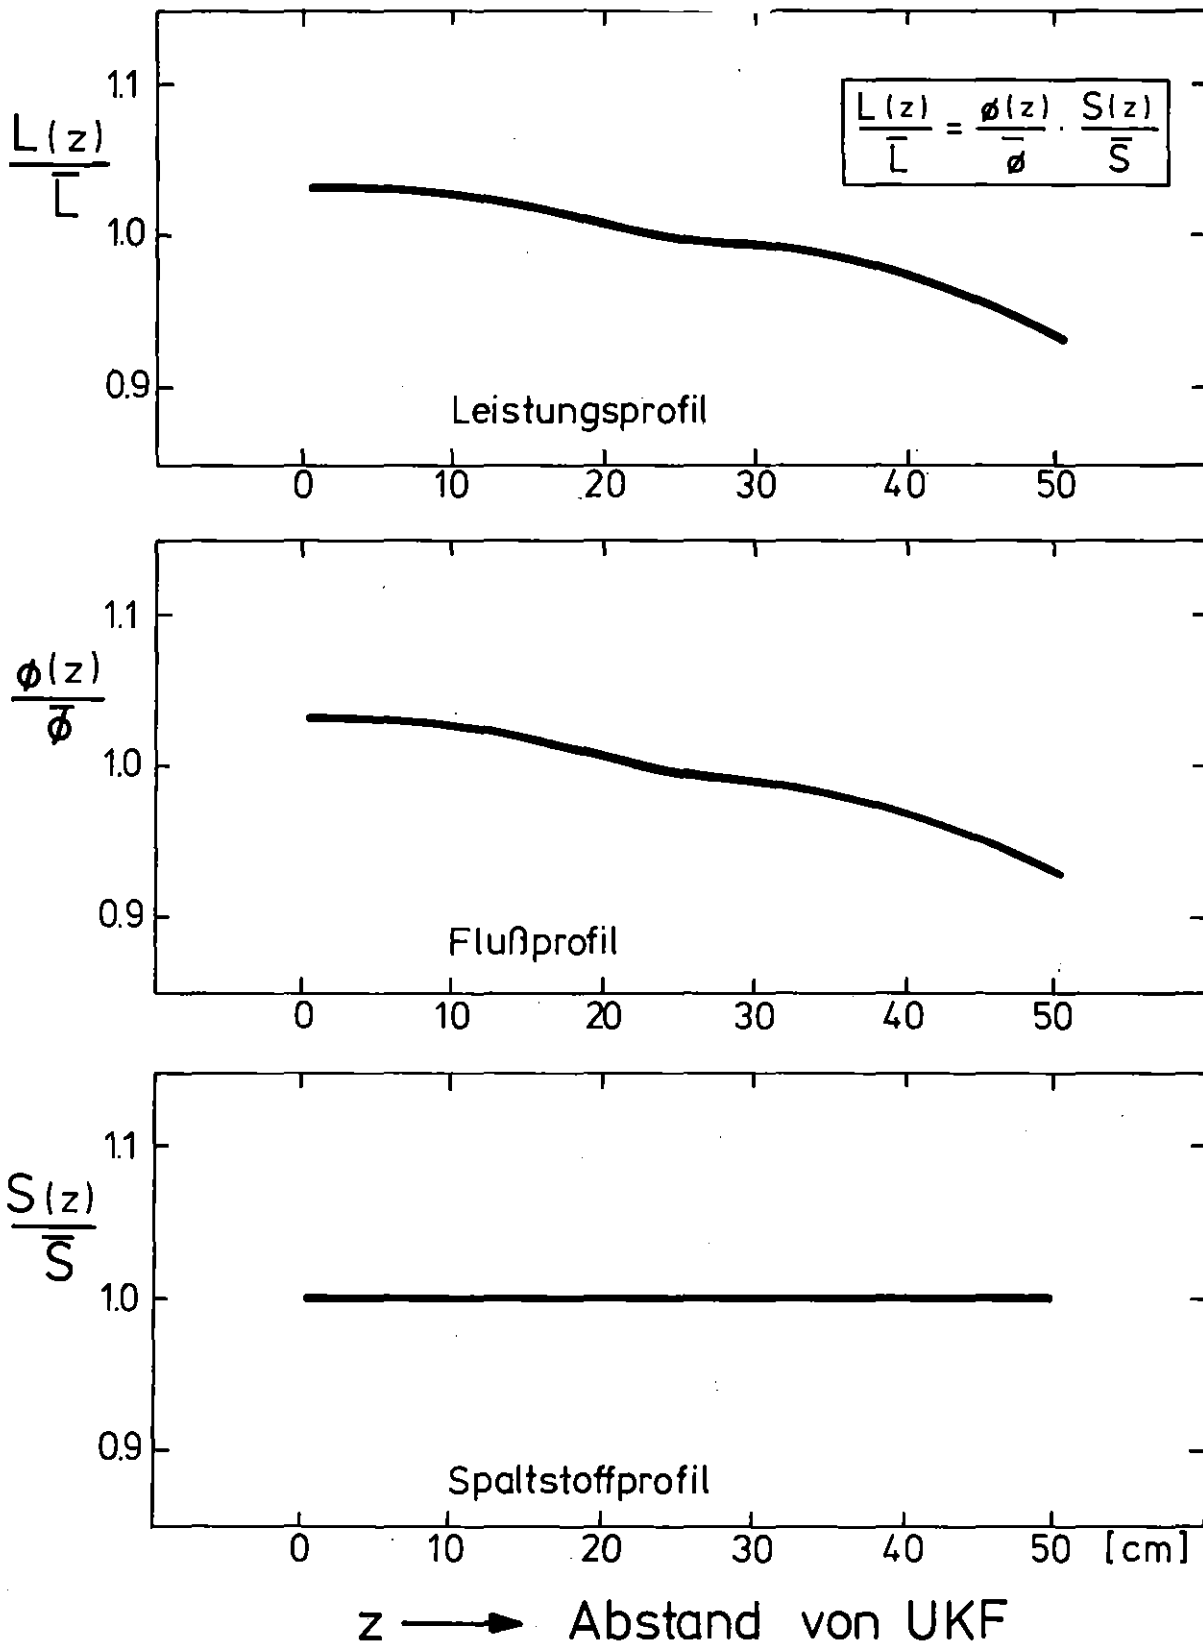 1.1
L(z)
L̅
1.0
0.9
L(z)/L̅ = ϕ(z)/ϕ̅ · S(z)/S̅
Leistungsprofil
0 10 20 30 40 50
1.1
ϕ(z)
ϕ̅
1.0
0.9
Flußprofil
0 10 20 30 40 50
1.1
S(z)
S̅
1.0
0.9
Spaltstoffprofil
0 10 20 30 40 50 [cm]
z → Abstand von UKF